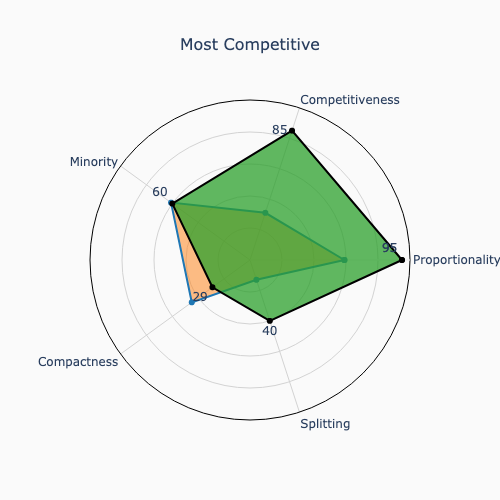 Most Competitive
Competitiveness
85
Minority
60
95
Proportionality
29
40
Compactness
Splitting